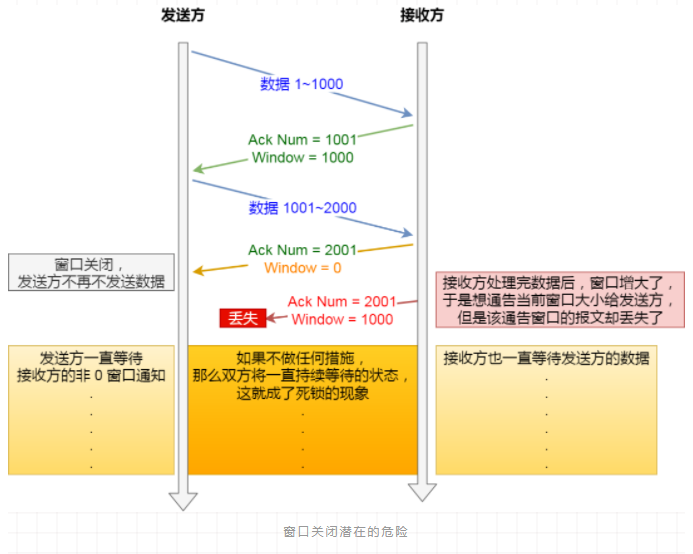 发送方
接收方
数据 1~1000
Ack Num = 1001
Window = 1000
数据 1001~2000
Ack Num = 2001
Window = 0
窗口关闭，
发送方不再不发送数据
接收方处理完数据后，窗口增大了，
于是想通告当前窗口大小给发送方，
但是该通告窗口的报文却丢失了
Ack Num = 2001
Window = 1000
丢失
发送方一直等待
接收方的非 0 窗口通知
.
.
.
.
.
如果不做任何措施，
那么双方将一直持续等待的状态，
这就成了死锁的现象
.
.
.
.
接收方也一直等待发送方的数据
.
.
.
.
.
窗口关闭潜在的危险